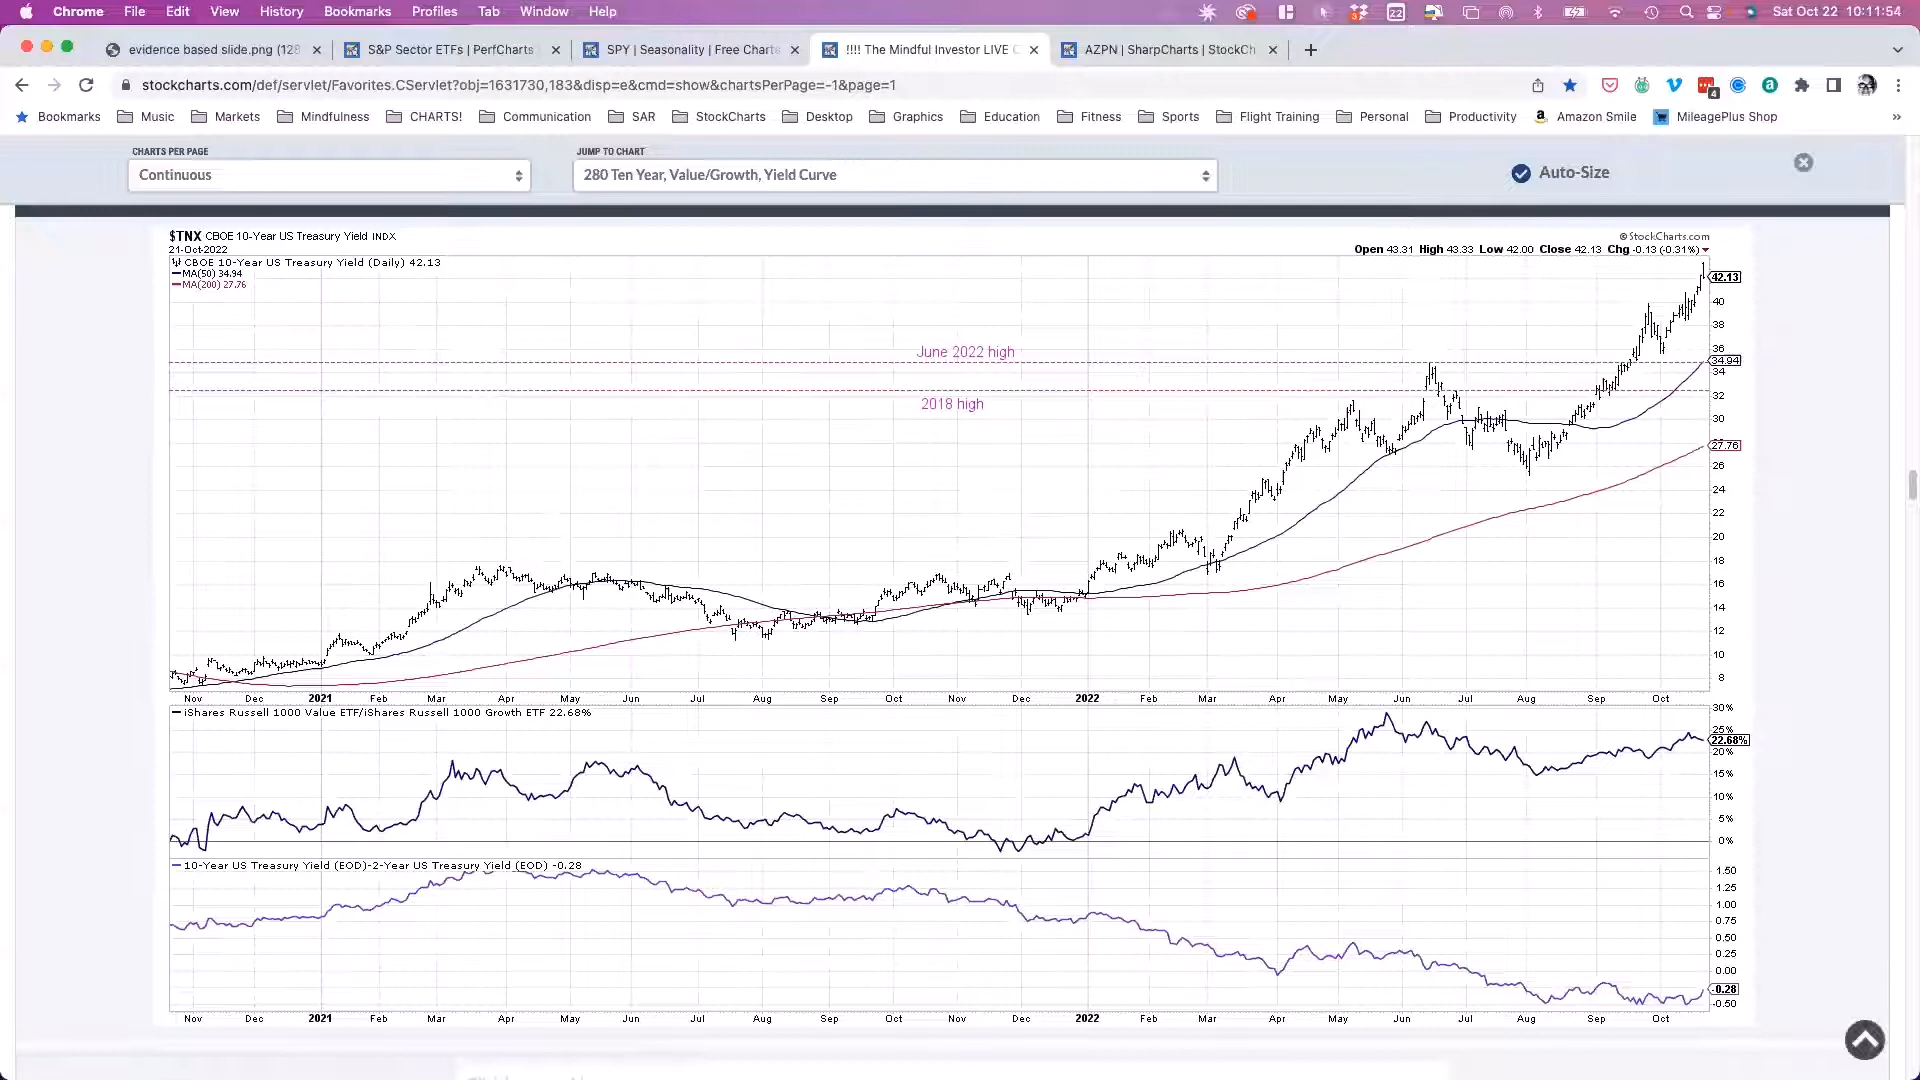 Chrome File Edit View History Bookmarks Profiles Tab Window Help 22 Sat Oct 22 10:11:54
evidence based slide.png (128 S&P Sector ETFs | PerfCharts SPY | Seasonality | Free Charts !!!! The Mindful Investor LIVE C AZPN | SharpCharts | StockCh
stockcharts.com/def/servlet/Favorites.CServlet?obj=1631730,183&disp=e&cmd=show&chartsPerPage=-1&page=1
Bookmarks Music Markets Mindfulness CHARTS! Communication SAR StockCharts Desktop Graphics Education Fitness Sports Flight Training Personal Productivity Amazon Smile MileagePlus Shop »
CHARTS PER PAGE JUMP TO CHART
Continuous 280 Ten Year, Value/Growth, Yield Curve Auto-Size
$TNX CBOE 10-Year US Treasury Yield INDX © StockCharts.com
21-Oct-2022 Open 43.31 High 43.33 Low 42.00 Close 42.13 Chg -0.13 (-0.31%)
CBOE 10-Year US Treasury Yield (Daily) 42.13
MA(50) 34.94
MA(200) 27.76
42.13
40
38
36
June 2022 high
34.94
34
32
2018 high
30
27.76
26
24
22
20
18
16
14
12
10
8
Nov Dec 2021 Feb Mar Apr May Jun Jul Aug Sep Oct Nov Dec 2022 Feb Mar Apr May Jun Jul Aug Sep Oct
iShares Russell 1000 Value ETF/iShares Russell 1000 Growth ETF 22.68%
30%
25%
22.68%
20%
15%
10%
5%
0%
10-Year US Treasury Yield (EOD)-2-Year US Treasury Yield (EOD) -0.28
1.50
1.25
1.00
0.75
0.50
0.25
0.00
-0.28
-0.50
Nov Dec 2021 Feb Mar Apr May Jun Jul Aug Sep Oct Nov Dec 2022 Feb Mar Apr May Jun Jul Aug Sep Oct